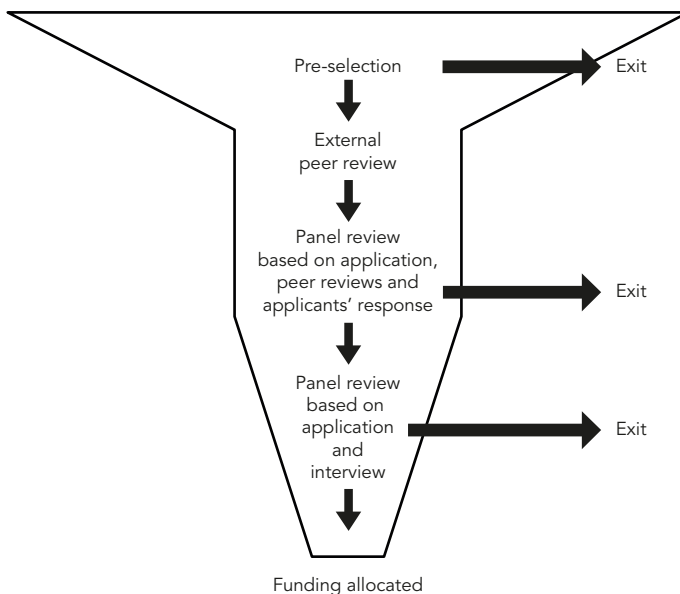 Pre-selection
Exit
External
peer review
Panel review
based on application,
peer reviews and
applicants’ response
Exit
Panel review
based on
application
and
interview
Exit
Funding allocated